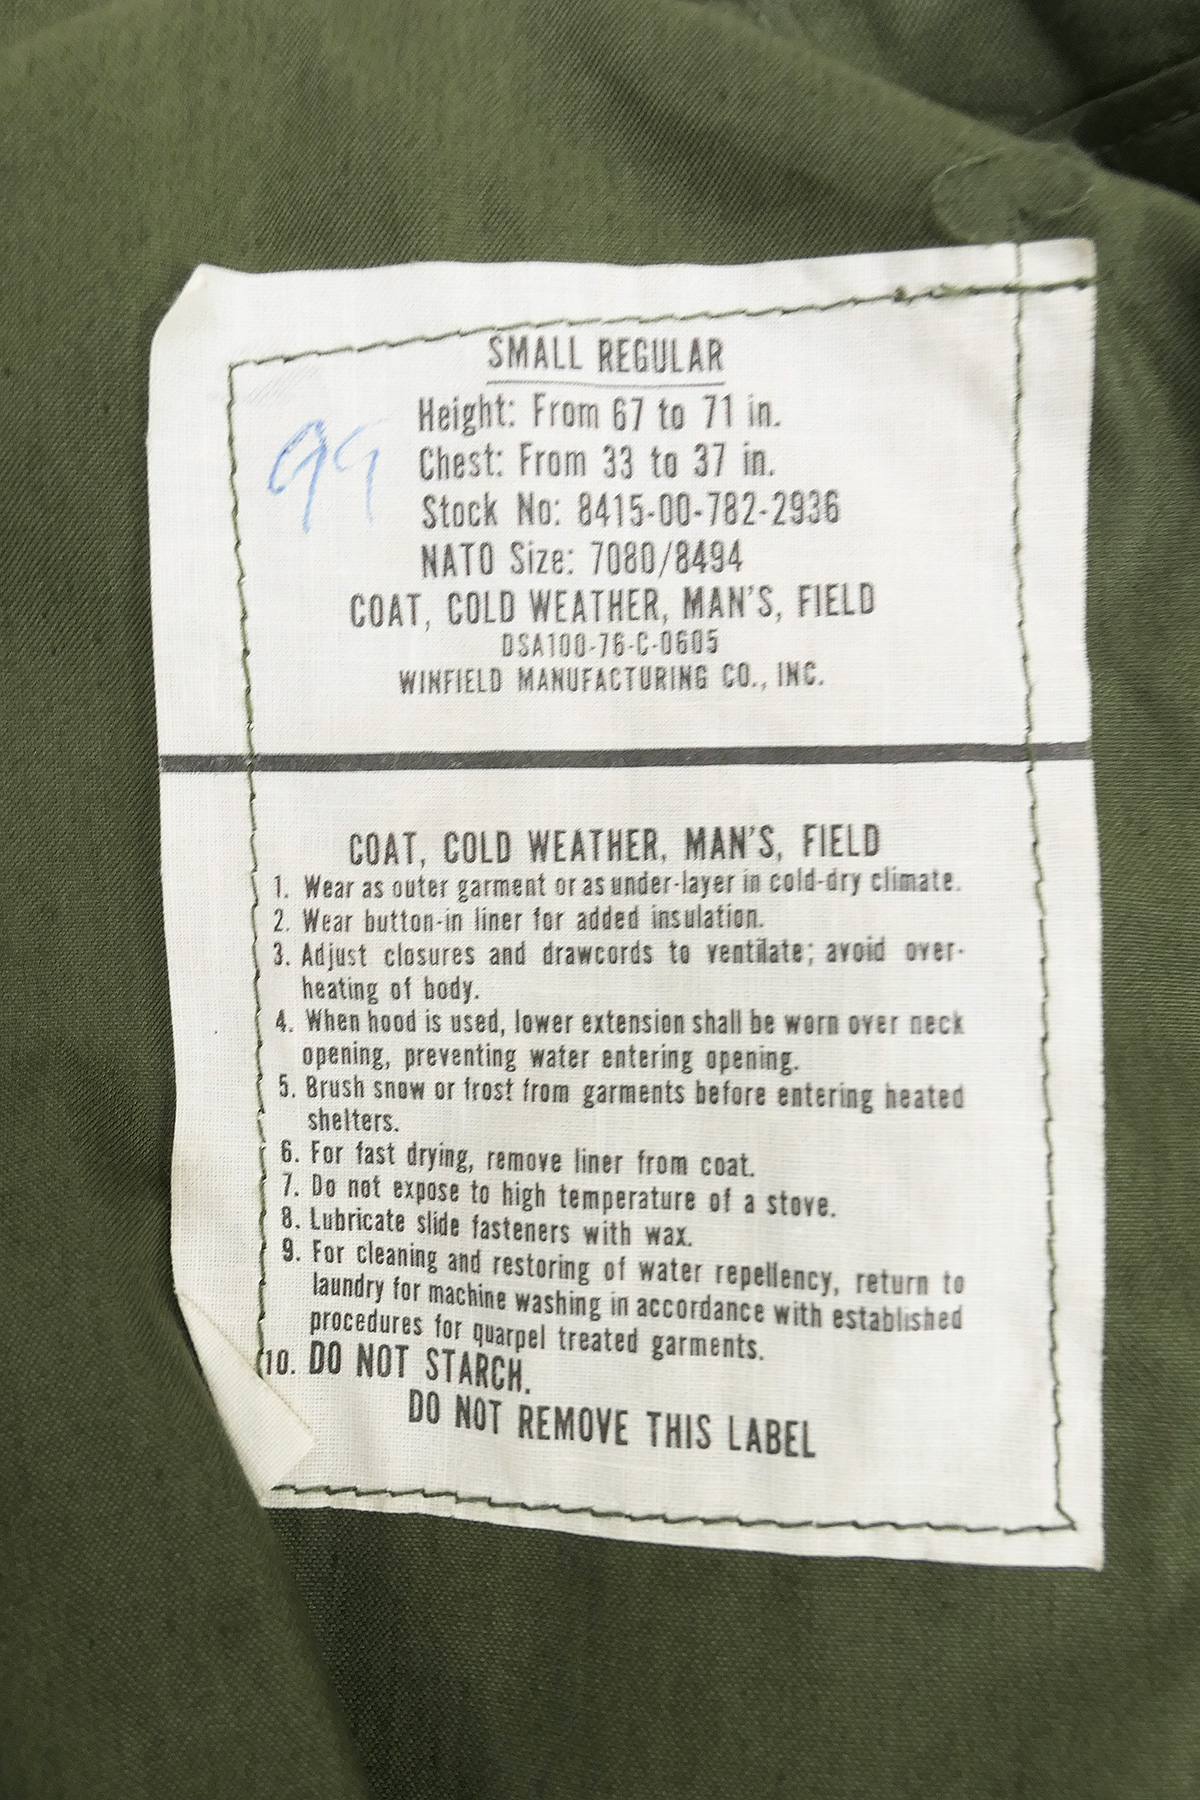 SMALL REGULAR
Height: From 67 to 71 in.
99
Chest: From 33 to 37 in.
Stock No: 8415-00-782-2936
NATO Size: 7080/8494
COAT, COLD WEATHER, MAN'S, FIELD
DSA100-76-C-0605
WINFIELD MANUFACTURING CO., INC.
COAT, COLD WEATHER, MAN'S, FIELD
1. Wear as outer garment or as under-layer in cold-dry climate.
2. Wear button-in liner for added insulation.
3. Adjust closures and drawcords to ventilate; avoid over-
heating of body.
4. When hood is used, lower extension shall be worn over neck
opening, preventing water entering opening.
5. Brush snow or frost from garments before entering heated
shelters.
6. For fast drying, remove liner from coat.
7. Do not expose to high temperature of a stove.
8. Lubricate slide fasteners with wax.
9. For cleaning and restoring of water repellency, return to
laundry for machine washing in accordance with established
procedures for quarpel treated garments.
10. DO NOT STARCH.
DO NOT REMOVE THIS LABEL